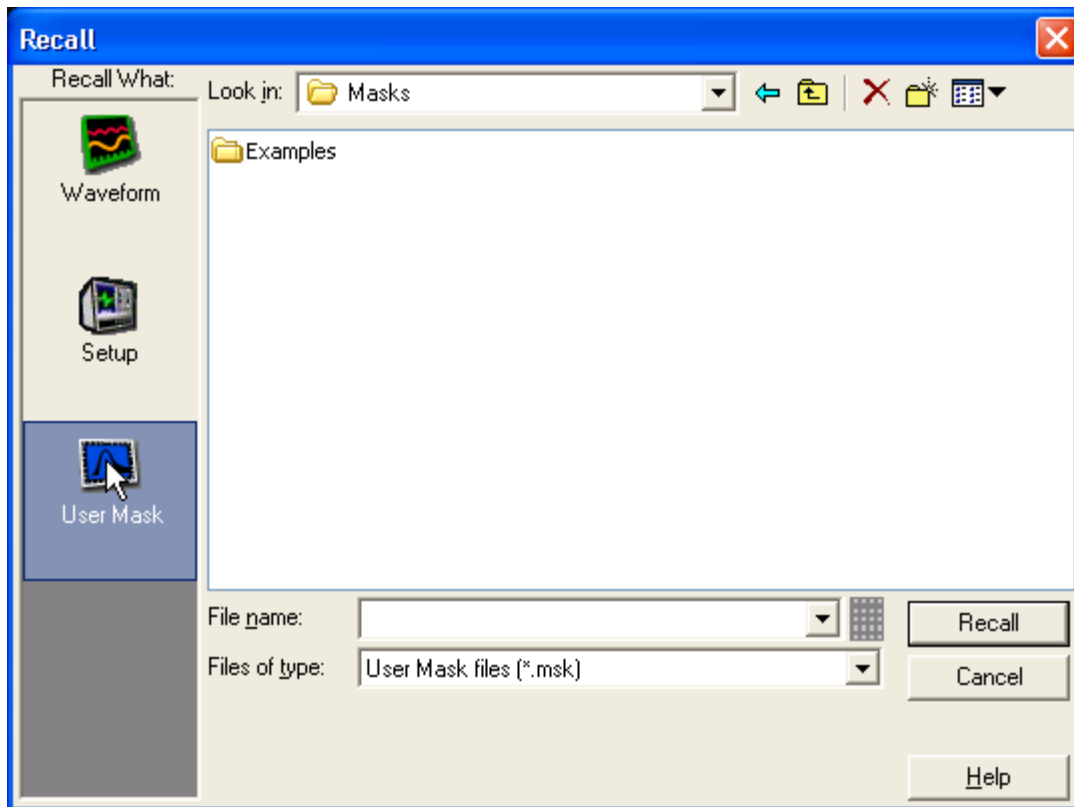 Recall
Recall What:
Look in: Masks
Waveform
Setup
User Mask
Examples
File name:
Recall
Files of type: User Mask files (*.msk)
Cancel
Help